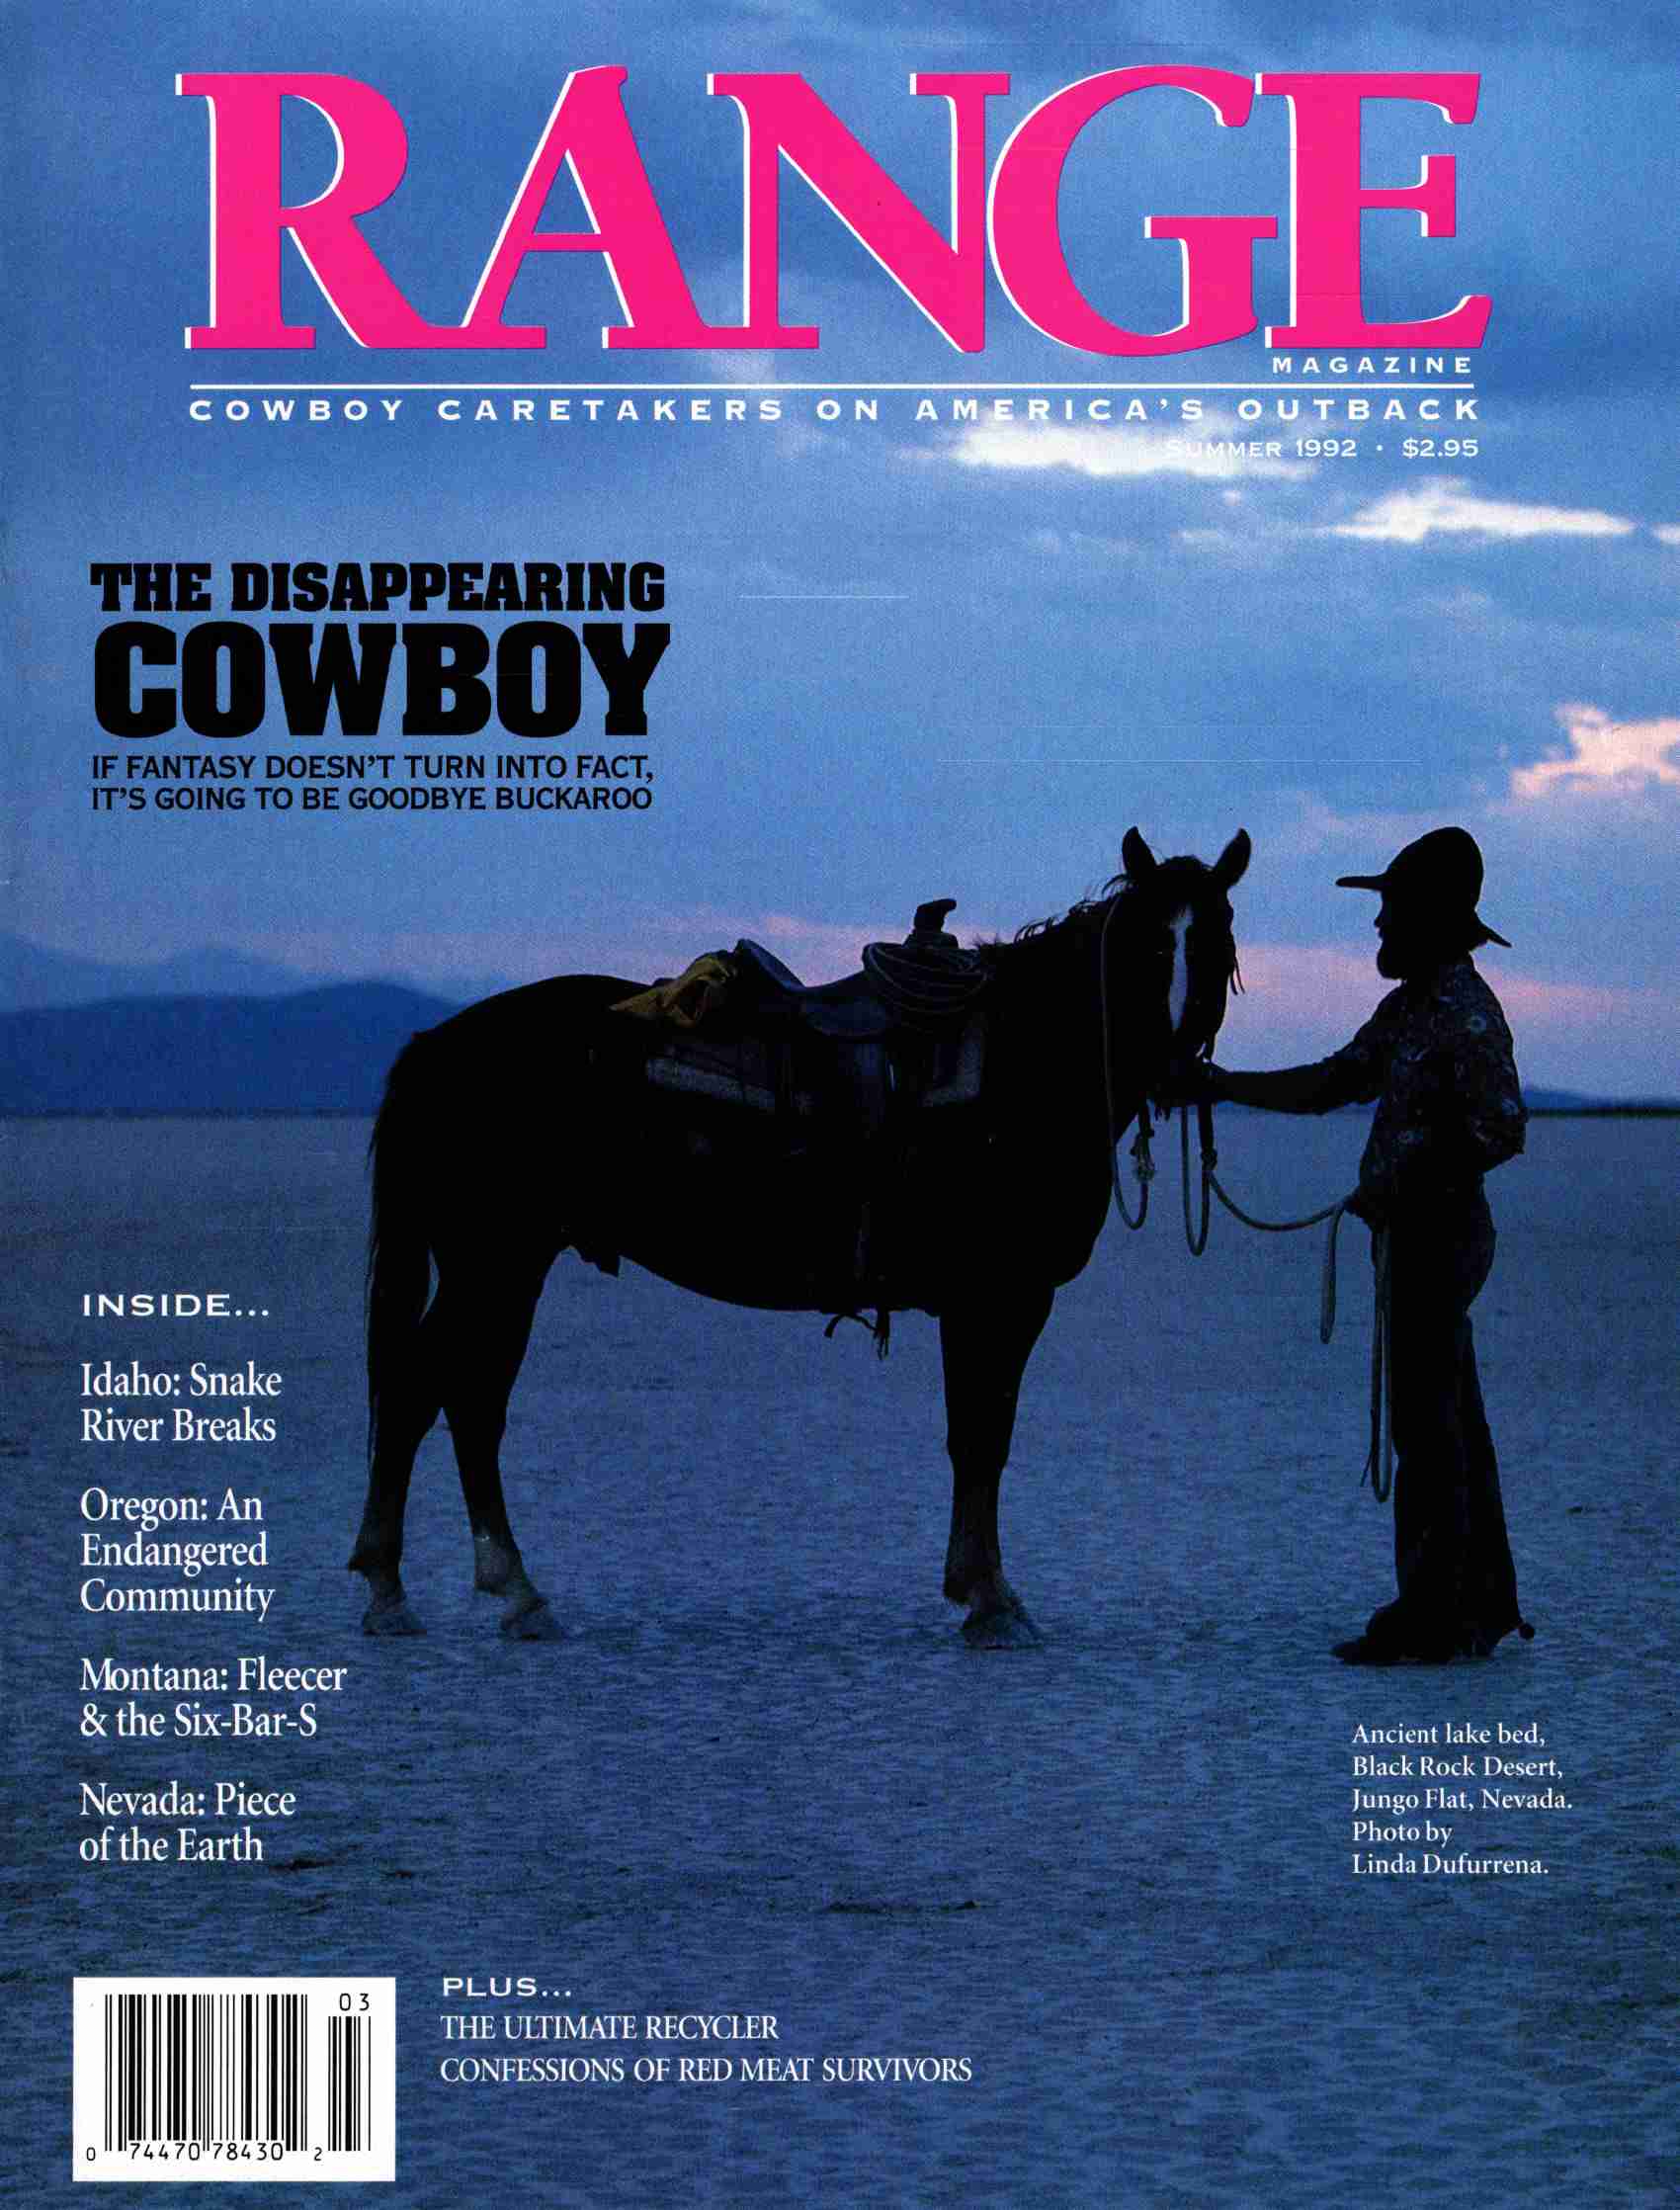 RANGE
MAGAZINE
COWBOY CARETAKERS ON AMERICA'S OUTBACK
SUMMER 1992 • $2.95
THE DISAPPEARING
COWBOY
IF FANTASY DOESN'T TURN INTO FACT,
IT'S GOING TO BE GOODBYE BUCKAROO
INSIDE...
Idaho: Snake
River Breaks
Oregon: An
Endangered
Community
Montana: Fleecer
& the Six-Bar-S
Nevada: Piece
of the Earth
Ancient lake bed,
Black Rock Desert,
Jungo Flat, Nevada.
Photo by
Linda Dufurrena.
PLUS...
THE ULTIMATE RECYCLER
CONFESSIONS OF RED MEAT SURVIVORS
03
0 74470 78430 2